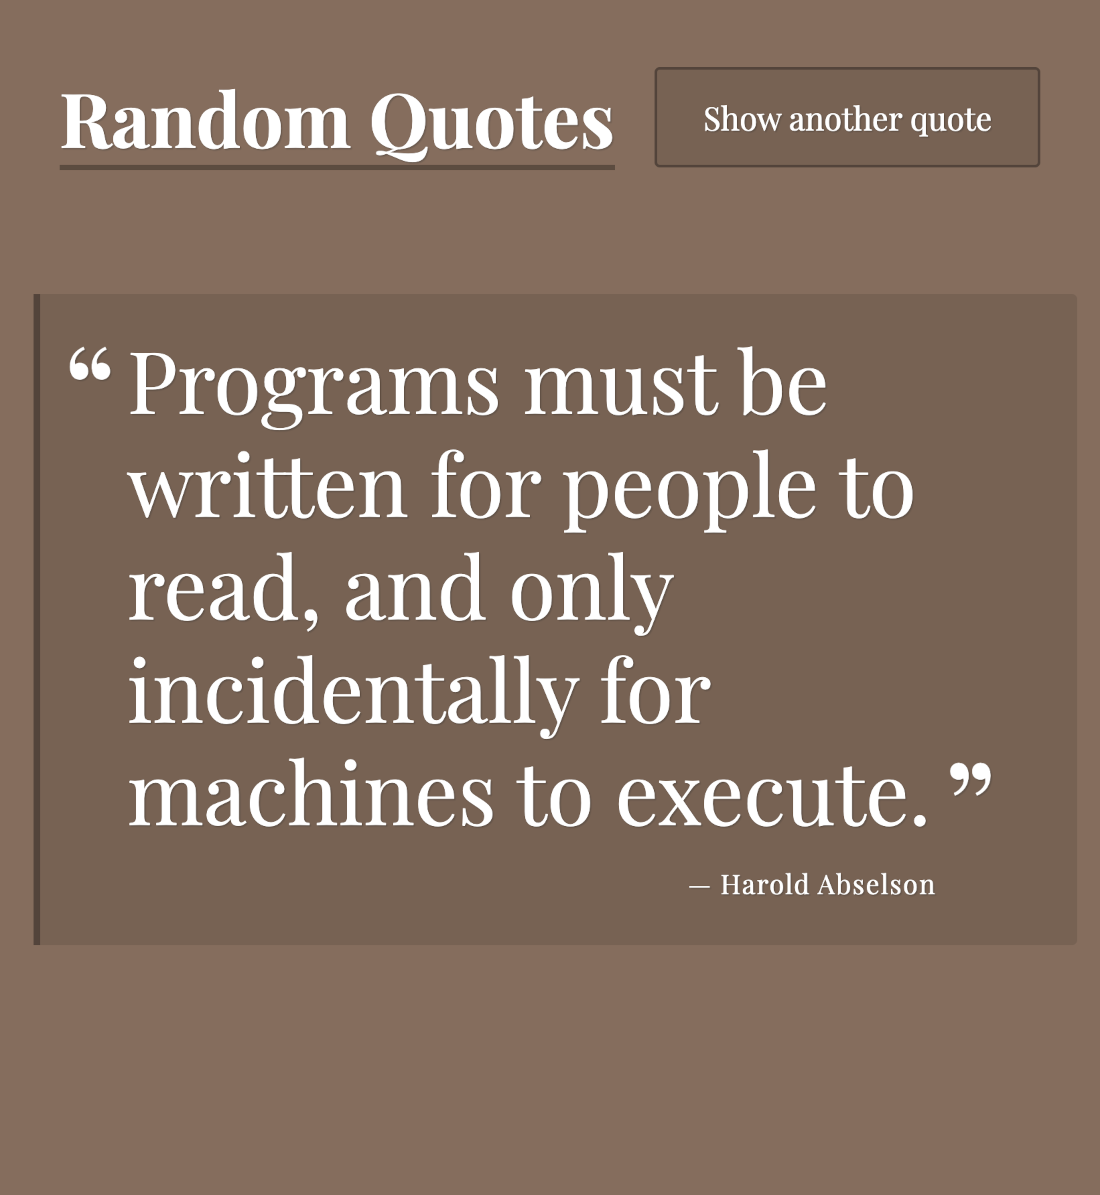 Random Quotes
Show another quote
“ Programs must be
written for people to
read, and only
incidentally for
machines to execute. ”
— Harold Abselson